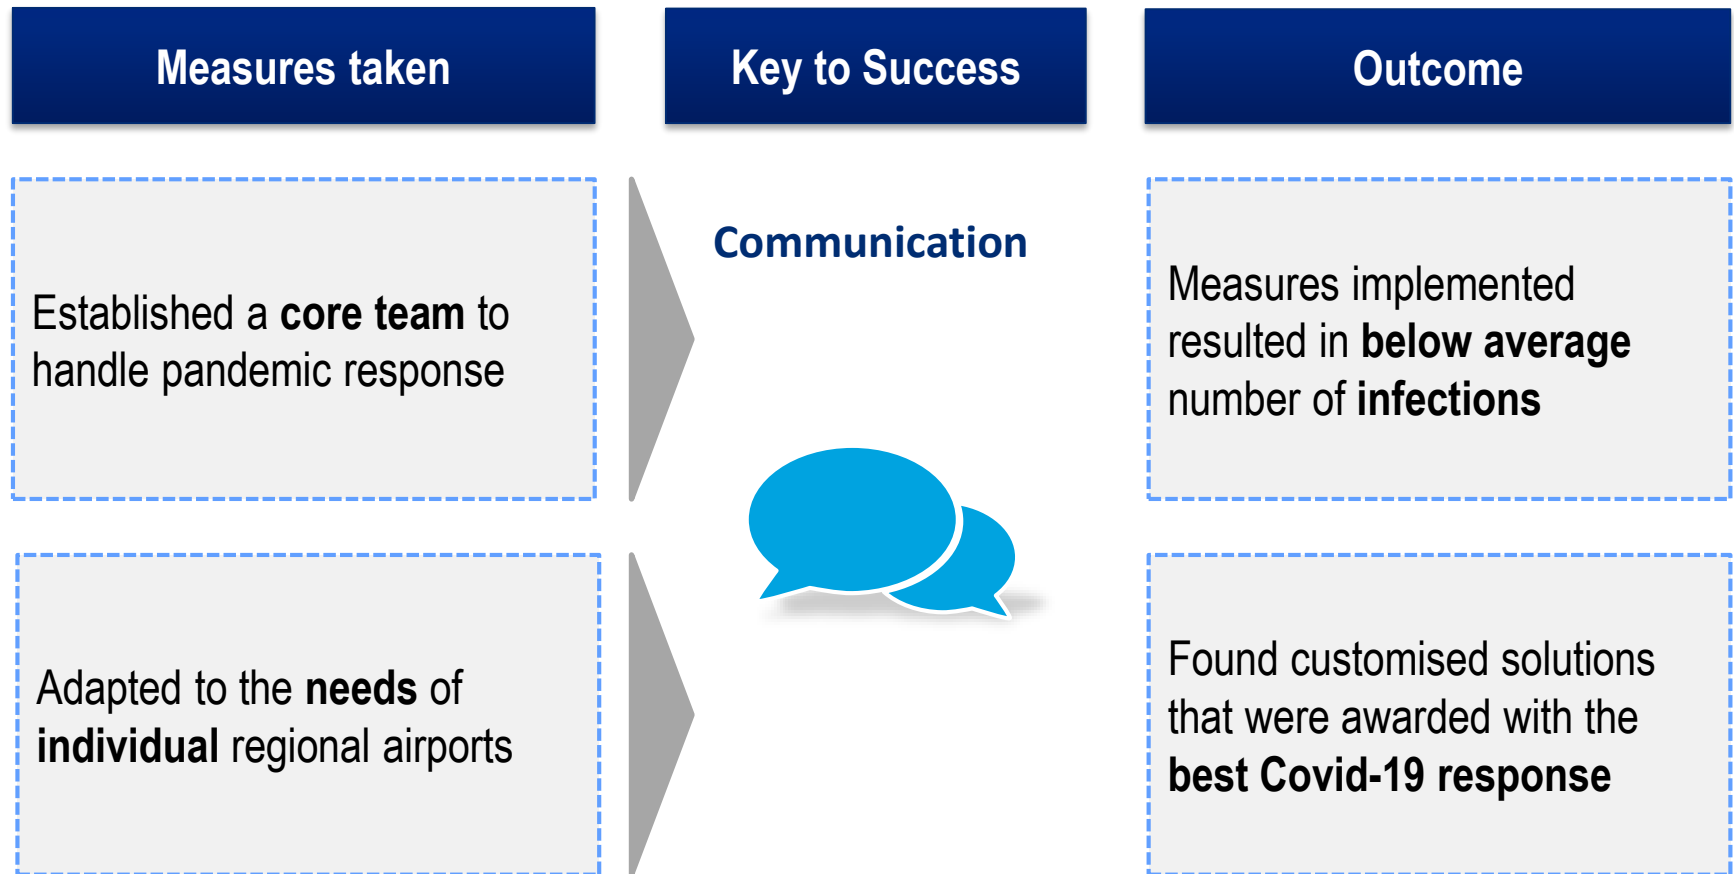 Measures taken
Key to Success
Outcome
Established a core team to
handle pandemic response
Communication
Measures implemented
resulted in below average
number of infections
Adapted to the needs of
individual regional airports
Found customised solutions
that were awarded with the
best Covid-19 response